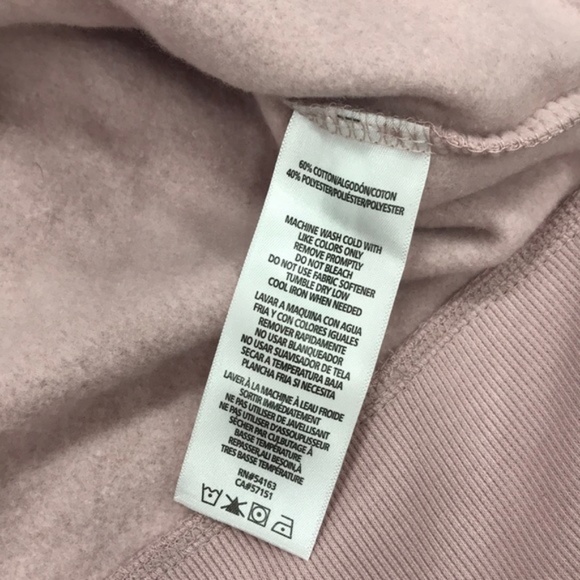 60% COTTON/ALGODÓN/COTON
40% POLYESTER/POLIÉSTER/POLYESTER
MACHINE WASH COLD WITH
LIKE COLORS ONLY
REMOVE PROMPTLY
DO NOT BLEACH
DO NOT USE FABRIC SOFTENER
TUMBLE DRY LOW
COOL IRON WHEN NEEDED
LAVAR A MAQUINA CON AGUA
FRIA Y CON COLORES IGUALES
REMOVER RAPIDAMENTE
NO USAR BLANQUEADOR
NO USAR SUAVISADOR DE TELA
SECAR A TEMPERATURA BAJA
PLANCHA FRIA SI NECESITA
LAVER À LA MACHINE À LEAU FROIDE
SORTIR IMMÉDIATEMENT
NE PAS UTILISER DE JAVELLISANT
NE PAS UTILISER D'ASSOUPLISSEUR
SÉCHER PAR CULBUTAGE À
BASSE TEMPÉRATURE
REPASSER,AU BESOIN,À
TRES BASSE TEMPÉRATURE
RN#54163
CA#57151